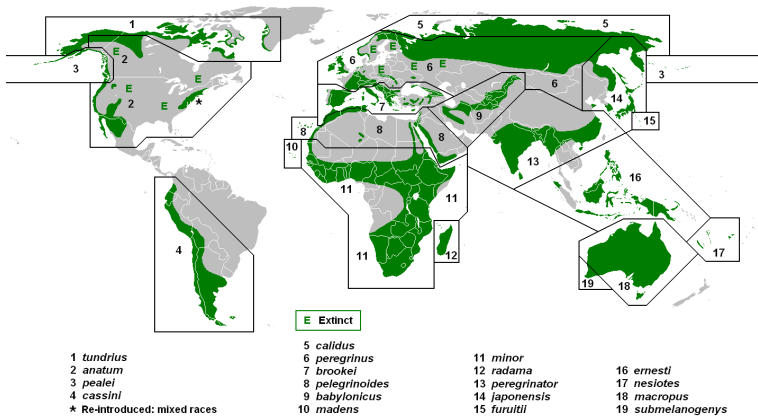 1
5
5
E
2
E
E
6
E
6
3
E
E
E
E
3
E
2
*
6
14
7
9
15
8
8
8
10
13
16
11
11
4
17
12
11
19
18
E Extinct
1 tundrius
2 anatum
3 pealei
4 cassini
* Re-introduced: mixed races
5 calidus
6 peregrinus
7 brookei
8 pelegrinoides
9 babylonicus
10 madens
11 minor
12 radama
13 peregrinator
14 japonensis
15 furuitii
16 ernesti
17 nesiotes
18 macropus
19 submelanogenys